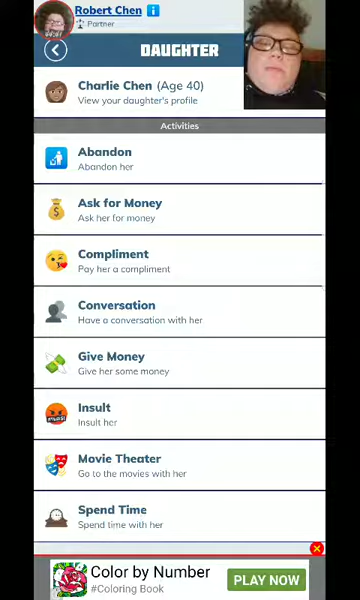 Robert Chen
Partner
DAUGHTER
Charlie Chen (Age 40)
View your daughter's profile
Activities
Abandon
Abandon her
Ask for Money
Ask her for money
Compliment
Pay her a compliment
Conversation
Have a conversation with her
Give Money
Give her some money
Insult
Insult her
Movie Theater
Go to the movies with her
Spend Time
Spend time with her
Color by Number
#Coloring Book
PLAY NOW